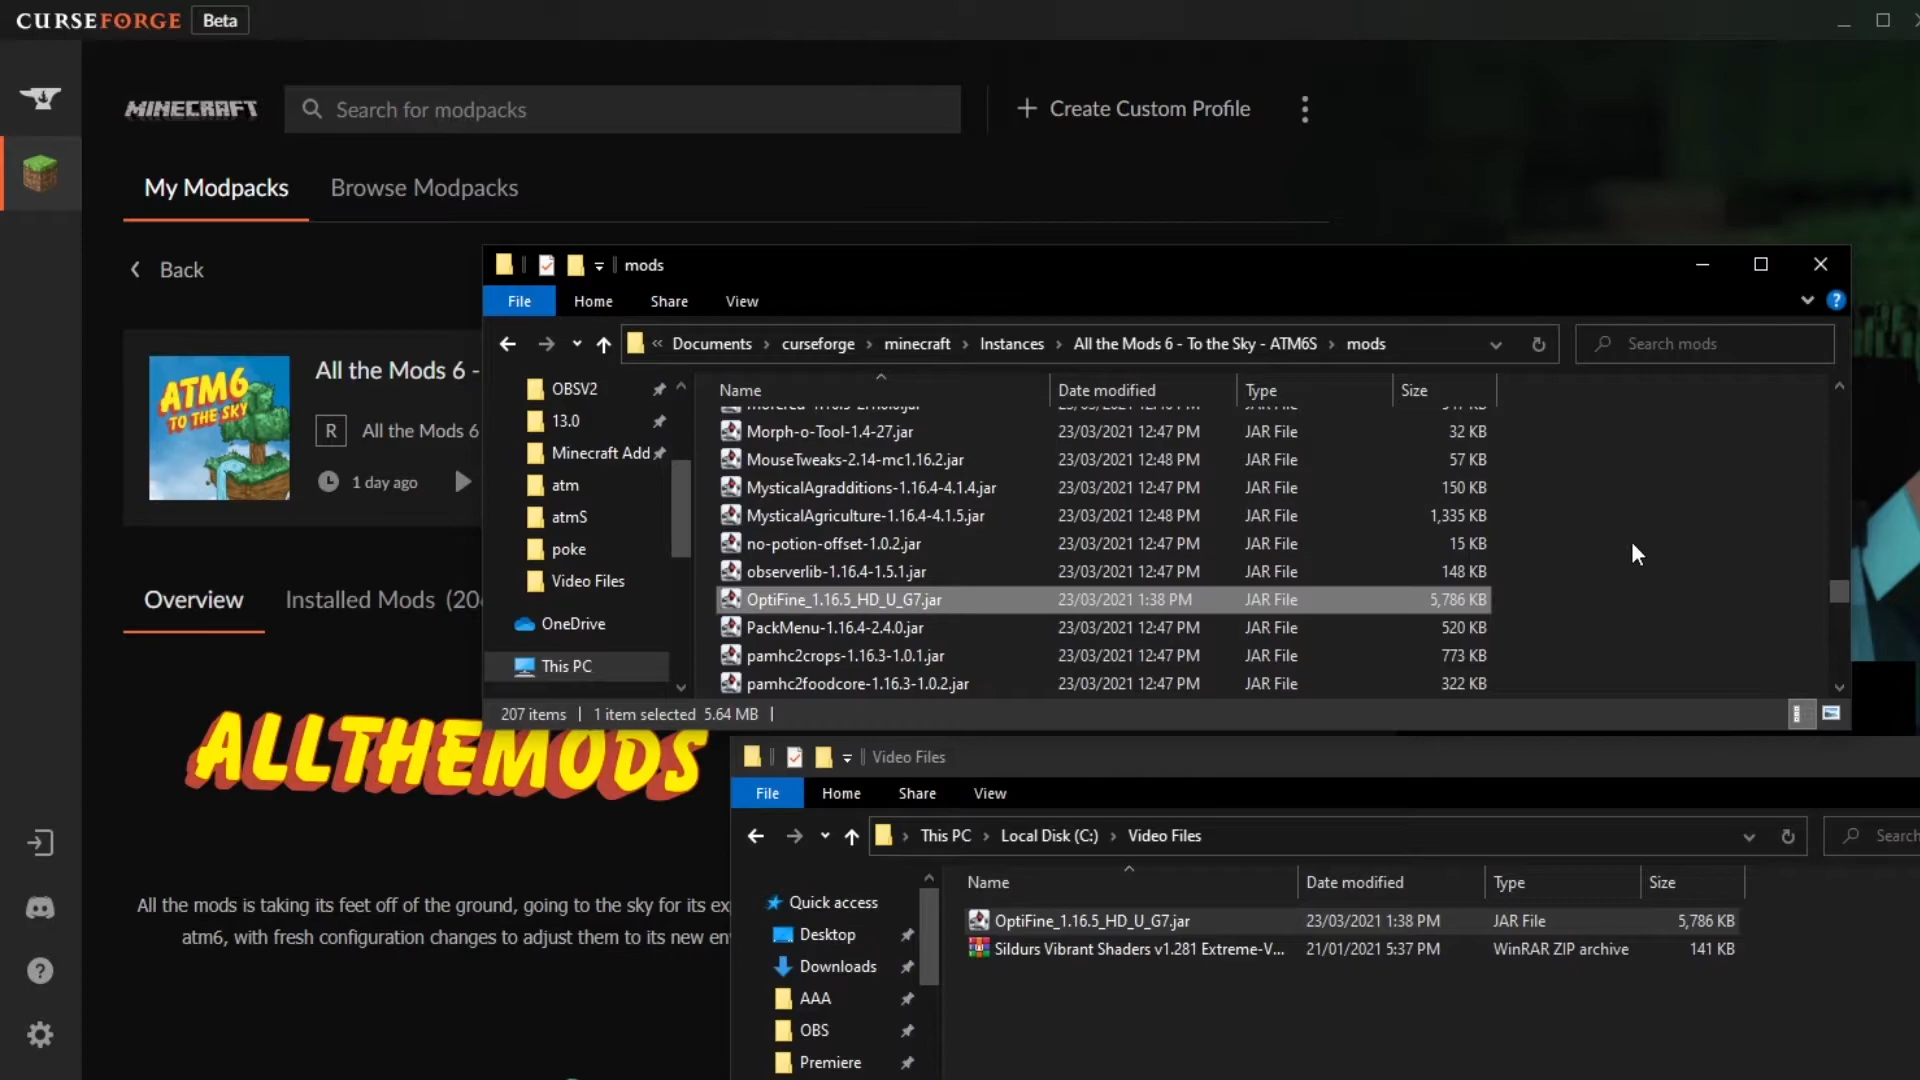 CURSEFORGE Beta
MINECRAFT Search for modpacks Create Custom Profile
My Modpacks Browse Modpacks
Back
ATM6
TO THE SKY
All the Mods 6 -
R All the Mods 6
1 day ago
Overview Installed Mods (20
ALLTHEMODS
All the mods is taking its feet off of the ground, going to the sky for its ex
atm6, with fresh configuration changes to adjust them to its new en
mods
File Home Share View
« Documents › curseforge › minecraft › Instances › All the Mods 6 - To the Sky - ATM6S › mods Search mods
OBSV2
13.0
Minecraft Add
atm
atmS
poke
Video Files
OneDrive
This PC
Name Date modified Type Size
Morph-o-Tool-1.4-27.jar 23/03/2021 12:47 PM JAR File 32 KB
MouseTweaks-2.14-mc1.16.2.jar 23/03/2021 12:48 PM JAR File 57 KB
MysticalAgradditions-1.16.4-4.1.4.jar 23/03/2021 12:47 PM JAR File 150 KB
MysticalAgriculture-1.16.4-4.1.5.jar 23/03/2021 12:48 PM JAR File 1,335 KB
no-potion-offset-1.0.2.jar 23/03/2021 12:47 PM JAR File 15 KB
observerlib-1.16.4-1.5.1.jar 23/03/2021 12:47 PM JAR File 148 KB
OptiFine_1.16.5_HD_U_G7.jar 23/03/2021 1:38 PM JAR File 5,786 KB
PackMenu-1.16.4-2.4.0.jar 23/03/2021 12:47 PM JAR File 520 KB
pamhc2crops-1.16.3-1.0.1.jar 23/03/2021 12:47 PM JAR File 773 KB
pamhc2foodcore-1.16.3-1.0.2.jar 23/03/2021 12:47 PM JAR File 322 KB
207 items 1 item selected 5.64 MB
Video Files
File Home Share View
› This PC › Local Disk (C:) › Video Files Search
Quick access
Desktop
Downloads
AAA
OBS
Premiere
Name Date modified Type Size
OptiFine_1.16.5_HD_U_G7.jar 23/03/2021 1:38 PM JAR File 5,786 KB
Sildurs Vibrant Shaders v1.281 Extreme-V... 21/01/2021 5:37 PM WinRAR ZIP archive 141 KB